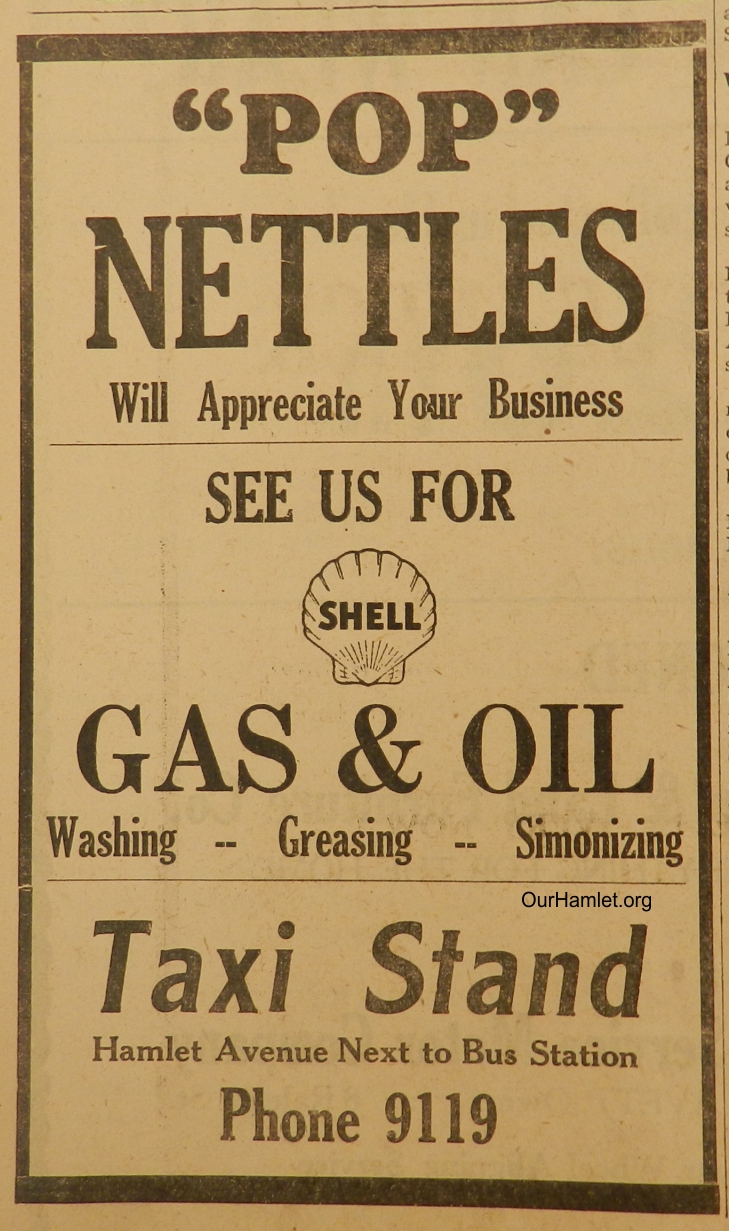 “POP”
NETTLES
Will Appreciate Your Business
SEE US FOR
SHELL
GAS & OIL
Washing -- Greasing -- Simonizing
OurHamlet.org
Taxi Stand
Hamlet Avenue Next to Bus Station
Phone 9119